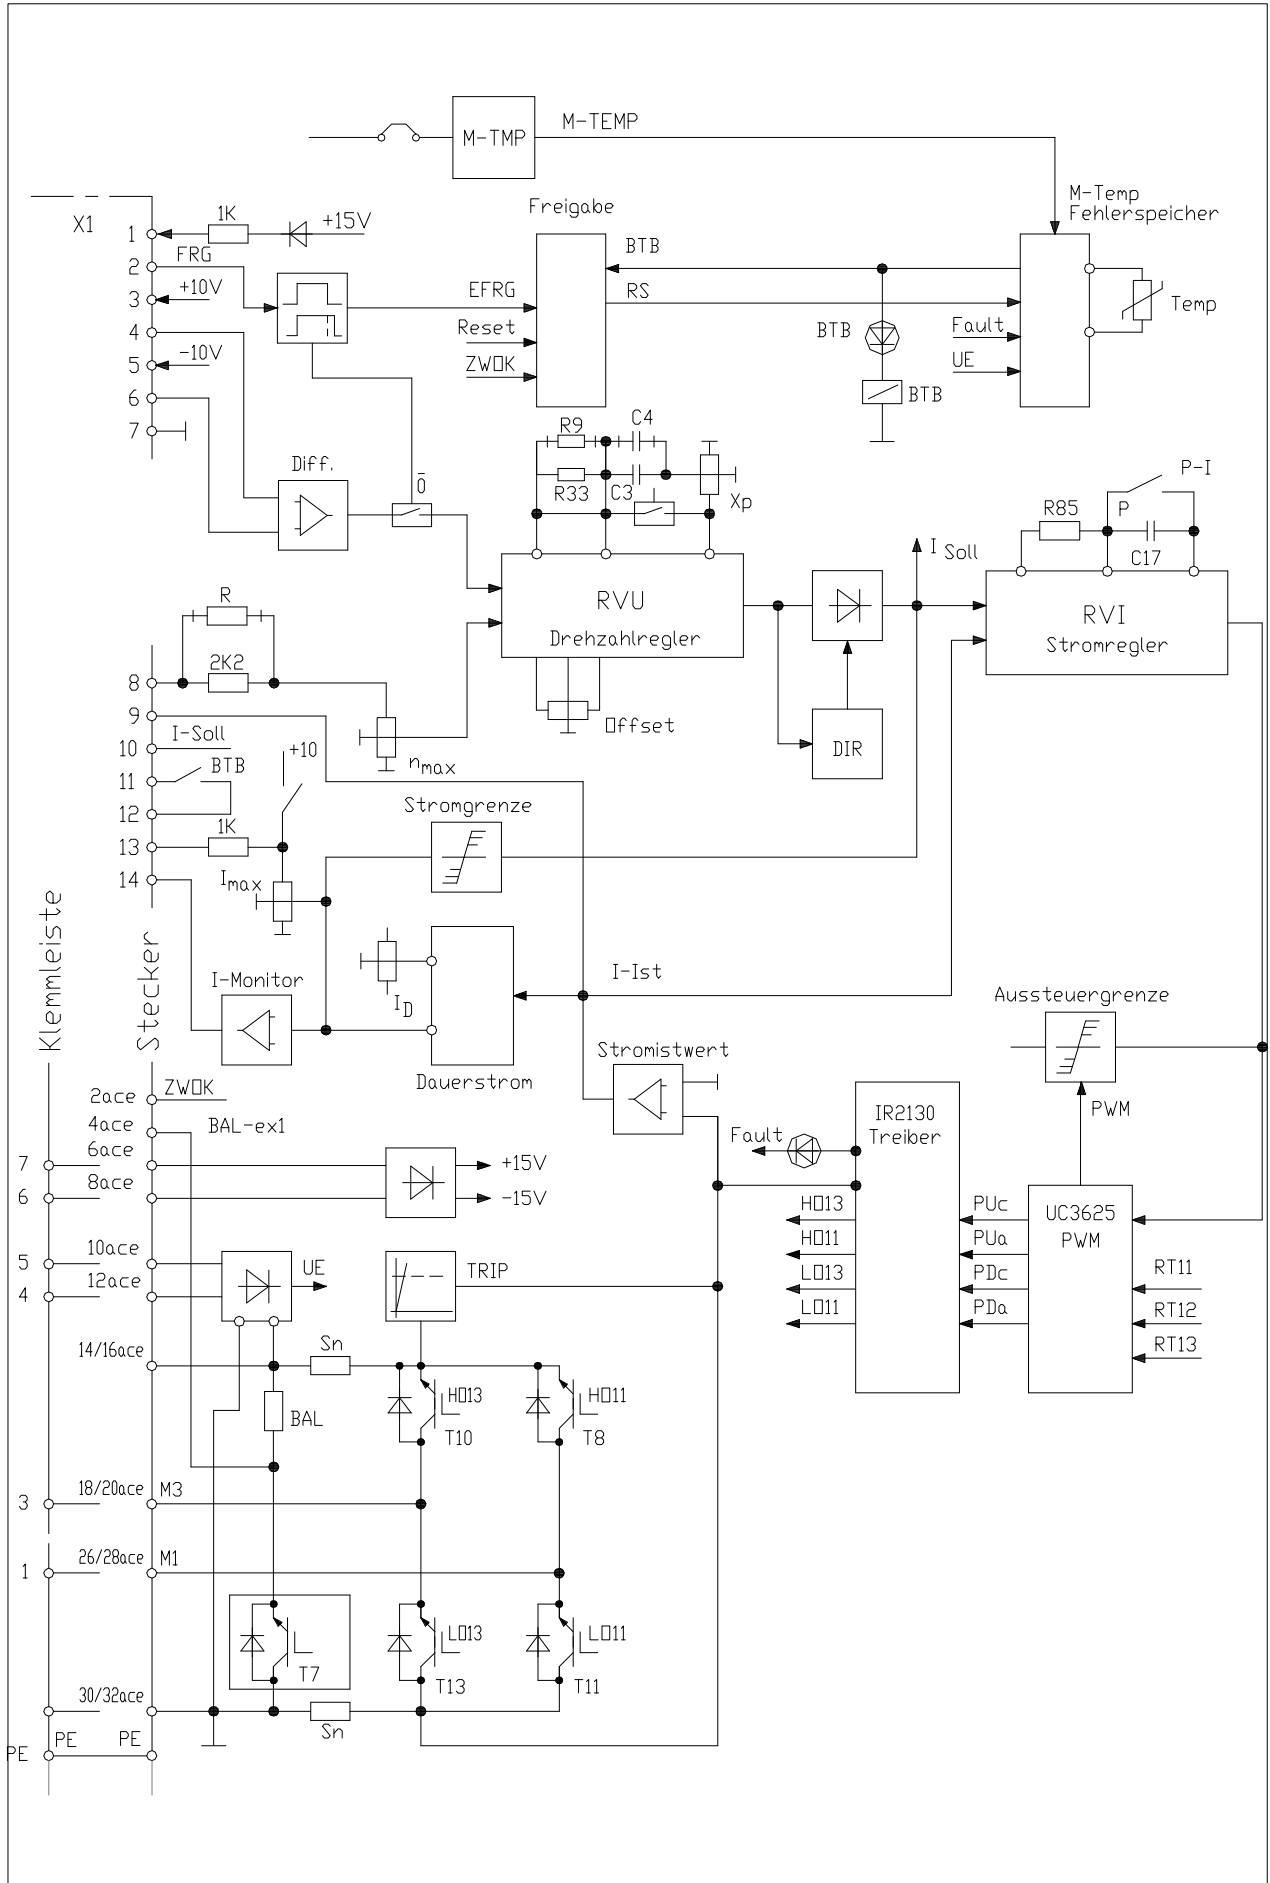 M-TMP
M-TEMP
M-Temp
Fehlerspeicher
X1
1
1K
+15V
Freigabe
2
FRG
BTB
3
+10V
EFRG
RS
Temp
4
Reset
BTB
Fault
5
-10V
ZWOK
UE
BTB
6
7
R9
C4
Diff.
0
R33
C3
Xp
P-I
R85
P
C17
I Soll
RVU
Drehzahlregler
RVI
Stromregler
R
2K2
8
Offset
DIR
9
10
I-Soll
+10
nmax
11
BTB
12
Stromgrenze
13
1K
14
Imax
Klemmleiste
Stecker
I-Monitor
ID
I-Ist
Aussteuergrenze
Dauerstrom
Stromistwert
2ace
ZWOK
4ace
BAL-ex1
6ace
7
+15V
8ace
6
-15V
PWM
IR2130
Treiber
Fault
HO13
PUc
UC3625
PWM
HO11
PUa
LO13
PDc
RT11
LO11
PDa
RT12
RT13
10ace
5
UE
TRIP
12ace
4
14/16ace
Sn
HO13
HO11
BAL
T10
T8
18/20ace
M3
3
26/28ace
M1
1
LO13
LO11
T7
T13
T11
30/32ace
Sn
PE
PE
PE